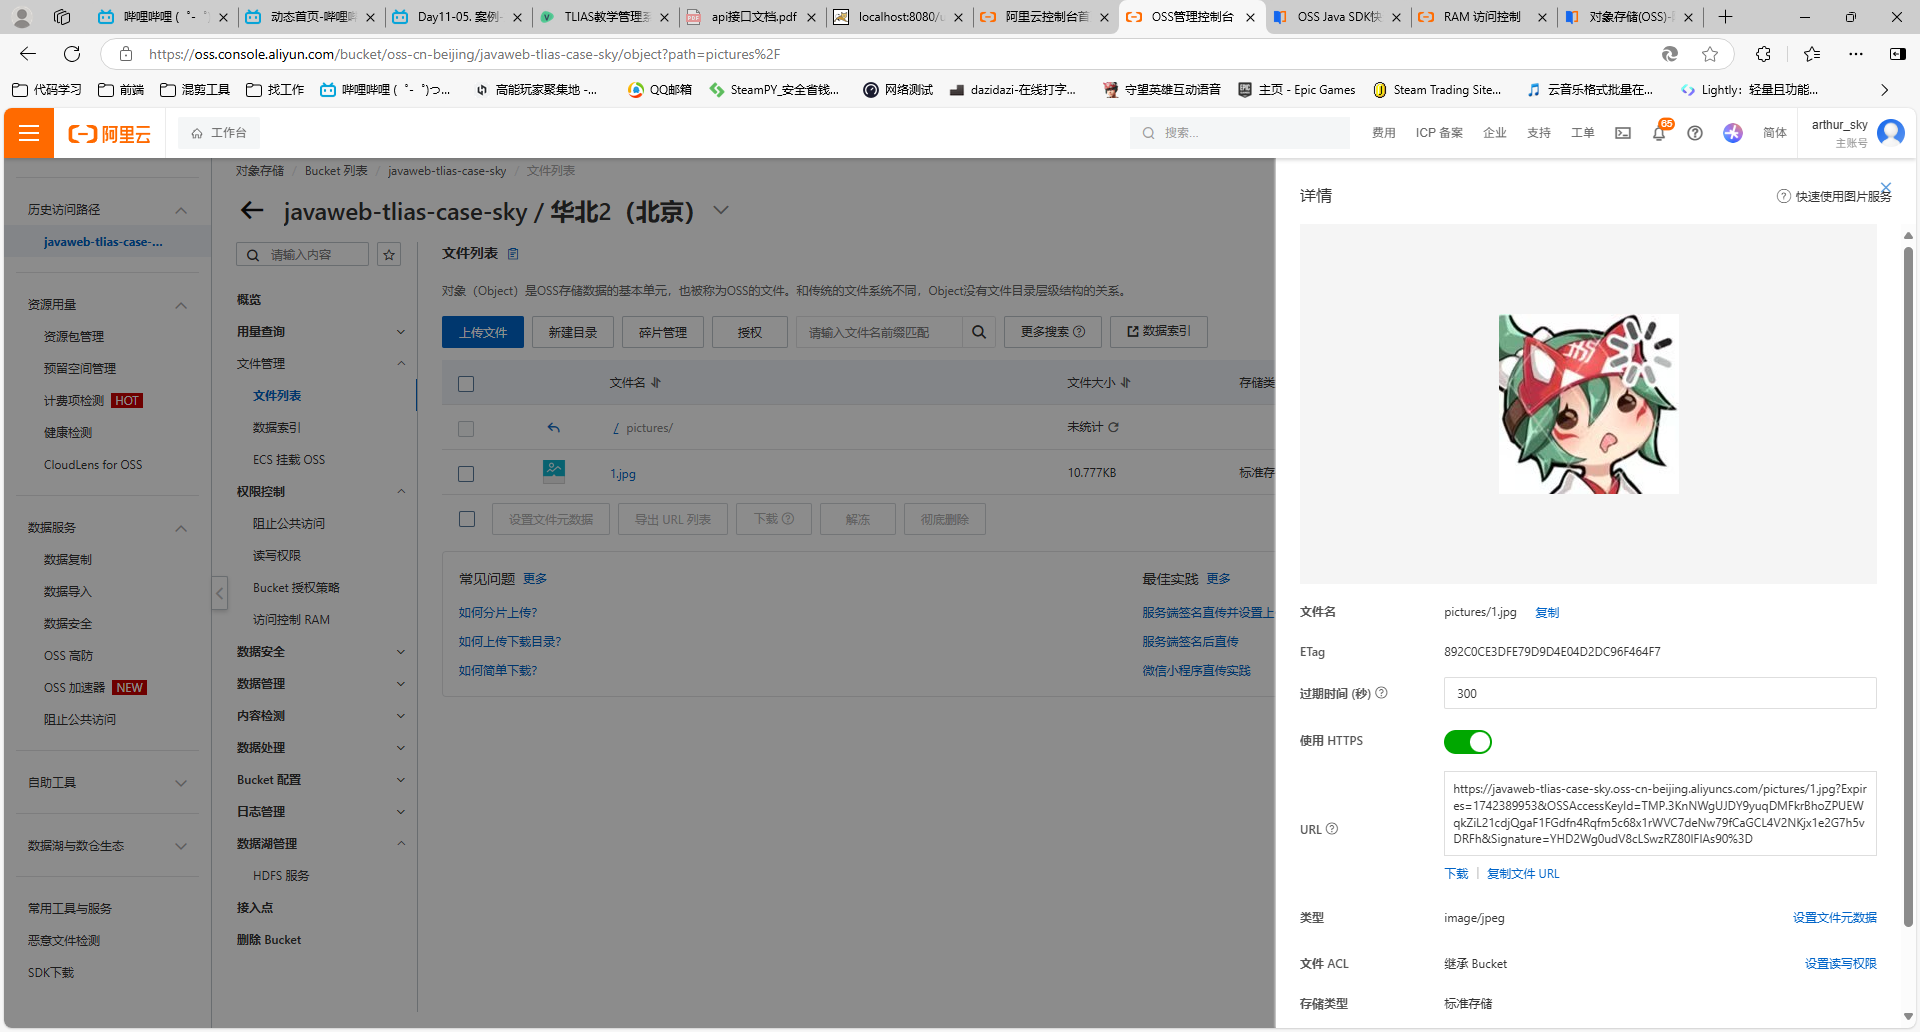 哔哩哔哩 (゜-゜)
动态首页-哔哩哔
Day11-05. 案例-
TLIAS教学管理系
api接口文档.pdf
localhost:8080/u
阿里云控制台首
OSS管理控制台
OSS Java SDK快
RAM 访问控制
对象存储(OSS)-
https://oss.console.aliyun.com/bucket/oss-cn-beijing/javaweb-tlias-case-sky/object?path=pictures%2F
代码学习
前端
混剪工具
找工作
哔哩哔哩 (゜-゜)つ...
高能玩家聚集地 -...
QQ邮箱
SteamPY_安全省钱...
网络测试
dazidazi-在线打字...
守望英雄互动语音
主页 - Epic Games
Steam Trading Site...
云音乐格式批量在...
Lightly：轻量且功能...
阿里云
工作台
搜索...
费用
ICP 备案
企业
支持
工单
65
简体
arthur_sky
主账号
历史访问路径
javaweb-tlias-case-...
资源用量
资源包管理
预留空间管理
计费项检测 HOT
健康检测
CloudLens for OSS
数据服务
数据复制
数据导入
数据安全
OSS 高防
OSS 加速器 NEW
阻止公共访问
自助工具
数据湖与数仓生态
常用工具与服务
恶意文件检测
SDK下载
对象存储 / Bucket 列表 / javaweb-tlias-case-sky / 文件列表
javaweb-tlias-case-sky / 华北2（北京）
请输入内容
概览
用量查询
文件管理
文件列表
数据索引
ECS 挂载 OSS
权限控制
阻止公共访问
读写权限
Bucket 授权策略
访问控制 RAM
数据安全
数据管理
内容检测
数据处理
Bucket 配置
日志管理
数据湖管理
HDFS 服务
接入点
删除 Bucket
文件列表
对象（Object）是OSS存储数据的基本单元，也被称为OSS的文件。和传统的文件系统不同，Object没有文件目录层级结构的关系。
上传文件
新建目录
碎片管理
授权
请输入文件名前缀匹配
更多搜索
数据索引
文件名
文件大小
存储类
/ pictures/
未统计
1.jpg
10.777KB
标准存
设置文件元数据
导出 URL 列表
下载
解冻
彻底删除
常见问题 更多
如何分片上传？
如何上传下载目录？
如何简单下载？
最佳实践 更多
服务端签名直传并设置上
服务端签名后直传
微信小程序直传实践
详情
快速使用图片服务
文件名
pictures/1.jpg
复制
ETag
892C0CE3DFE79D9D4E04D2DC96F464F7
过期时间 (秒)
300
使用 HTTPS
URL
https://javaweb-tlias-case-sky.oss-cn-beijing.aliyuncs.com/pictures/1.jpg?Expir
es=1742389953&OSSAccessKeyId=TMP.3KnNWgUJDY9yuqDMFkrBhoZPUEW
qkZiL21cdjQgaF1FGdfn4Rqfm5c68x1rWVC7deNw79fCaGCL4V2NKjx1e2G7h5v
DRFh&Signature=YHD2Wg0udV8cLSwzRZ80IFIAs90%3D
下载
复制文件 URL
类型
image/jpeg
设置文件元数据
文件 ACL
继承 Bucket
设置读写权限
存储类型
标准存储